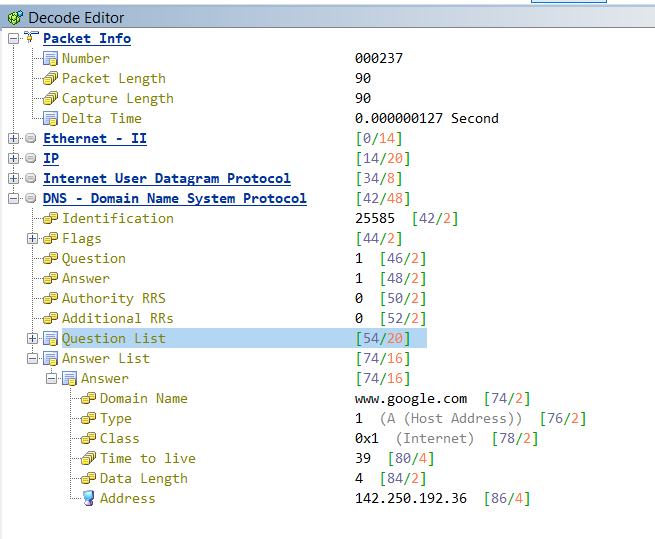 Decode Editor
Packet Info
Number 000237
Packet Length 90
Capture Length 90
Delta Time 0.000000127 Second
Ethernet - II [0/14]
IP [14/20]
Internet User Datagram Protocol [34/8]
DNS - Domain Name System Protocol [42/48]
Identification 25585 [42/2]
Flags [44/2]
Question 1 [46/2]
Answer 1 [48/2]
Authority RRS 0 [50/2]
Additional RRs 0 [52/2]
Question List [54/20]
Answer List [74/16]
Answer [74/16]
Domain Name www.google.com [74/2]
Type 1 (A (Host Address)) [76/2]
Class 0x1 (Internet) [78/2]
Time to live 39 [80/4]
Data Length 4 [84/2]
Address 142.250.192.36 [86/4]